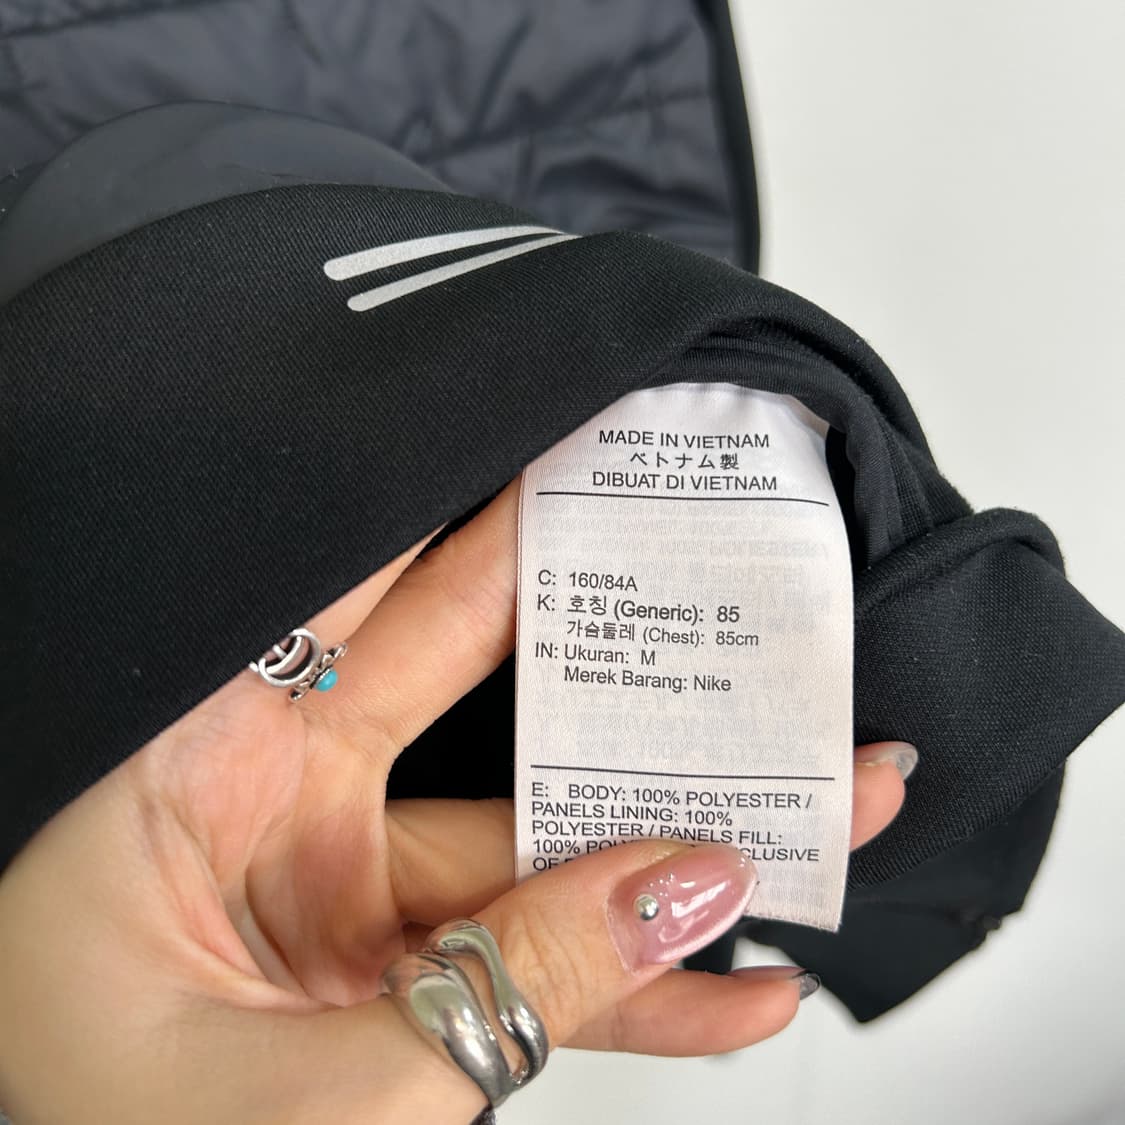 MADE IN VIETNAM
ベトナム製
DIBUAT DI VIETNAM
C: 160/84A
K: 호칭 (Generic): 85
가슴둘레 (Chest): 85cm
IN: Ukuran: M
Merek Barang: Nike
E: BODY: 100% POLYESTER /
PANELS LINING: 100%
POLYESTER / PANELS FILL:
100%
OF